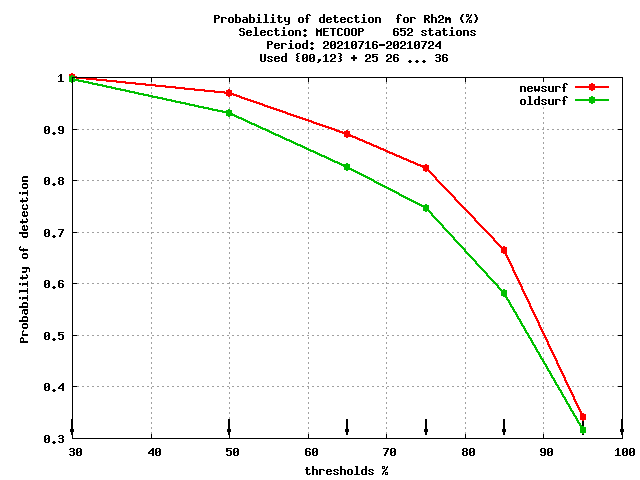 Probability of detection  for Rh2m (%)
Selection: METCOOP    652 stations
Period: 20210716-20210724
Used {00,12} + 25 26 ... 36
newsurf
oldsurf
1
0.9
0.8
0.7
0.6
0.5
0.4
0.3
Probability of detection
30 40 50 60 70 80 90 100
thresholds %